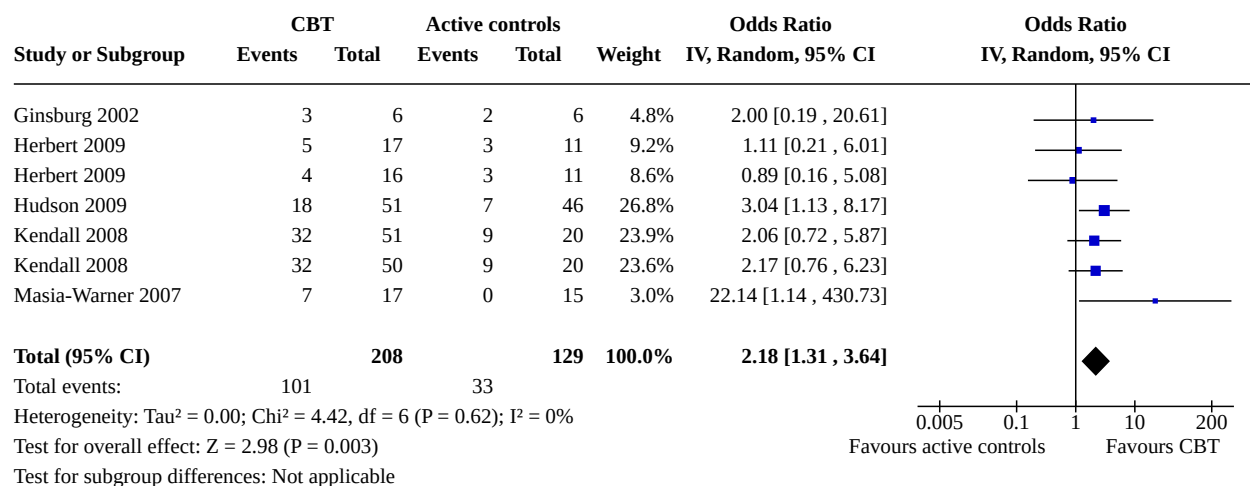 CBT Active controls Odds Ratio Odds Ratio
Study or Subgroup Events Total Events Total Weight IV, Random, 95% CI IV, Random, 95% CI
Ginsburg 2002 3 6 2 6 4.8% 2.00 [0.19 , 20.61]
Herbert 2009 5 17 3 11 9.2% 1.11 [0.21 , 6.01]
Herbert 2009 4 16 3 11 8.6% 0.89 [0.16 , 5.08]
Hudson 2009 18 51 7 46 26.8% 3.04 [1.13 , 8.17]
Kendall 2008 32 51 9 20 23.9% 2.06 [0.72 , 5.87]
Kendall 2008 32 50 9 20 23.6% 2.17 [0.76 , 6.23]
Masia-Warner 2007 7 17 0 15 3.0% 22.14 [1.14 , 430.73]
Total (95% CI) 208 129 100.0% 2.18 [1.31 , 3.64]
Total events: 101 33
Heterogeneity: Tau² = 0.00; Chi² = 4.42, df = 6 (P = 0.62); I² = 0%
0.005 0.1 1 10 200
Test for overall effect: Z = 2.98 (P = 0.003)
Favours active controls Favours CBT
Test for subgroup differences: Not applicable